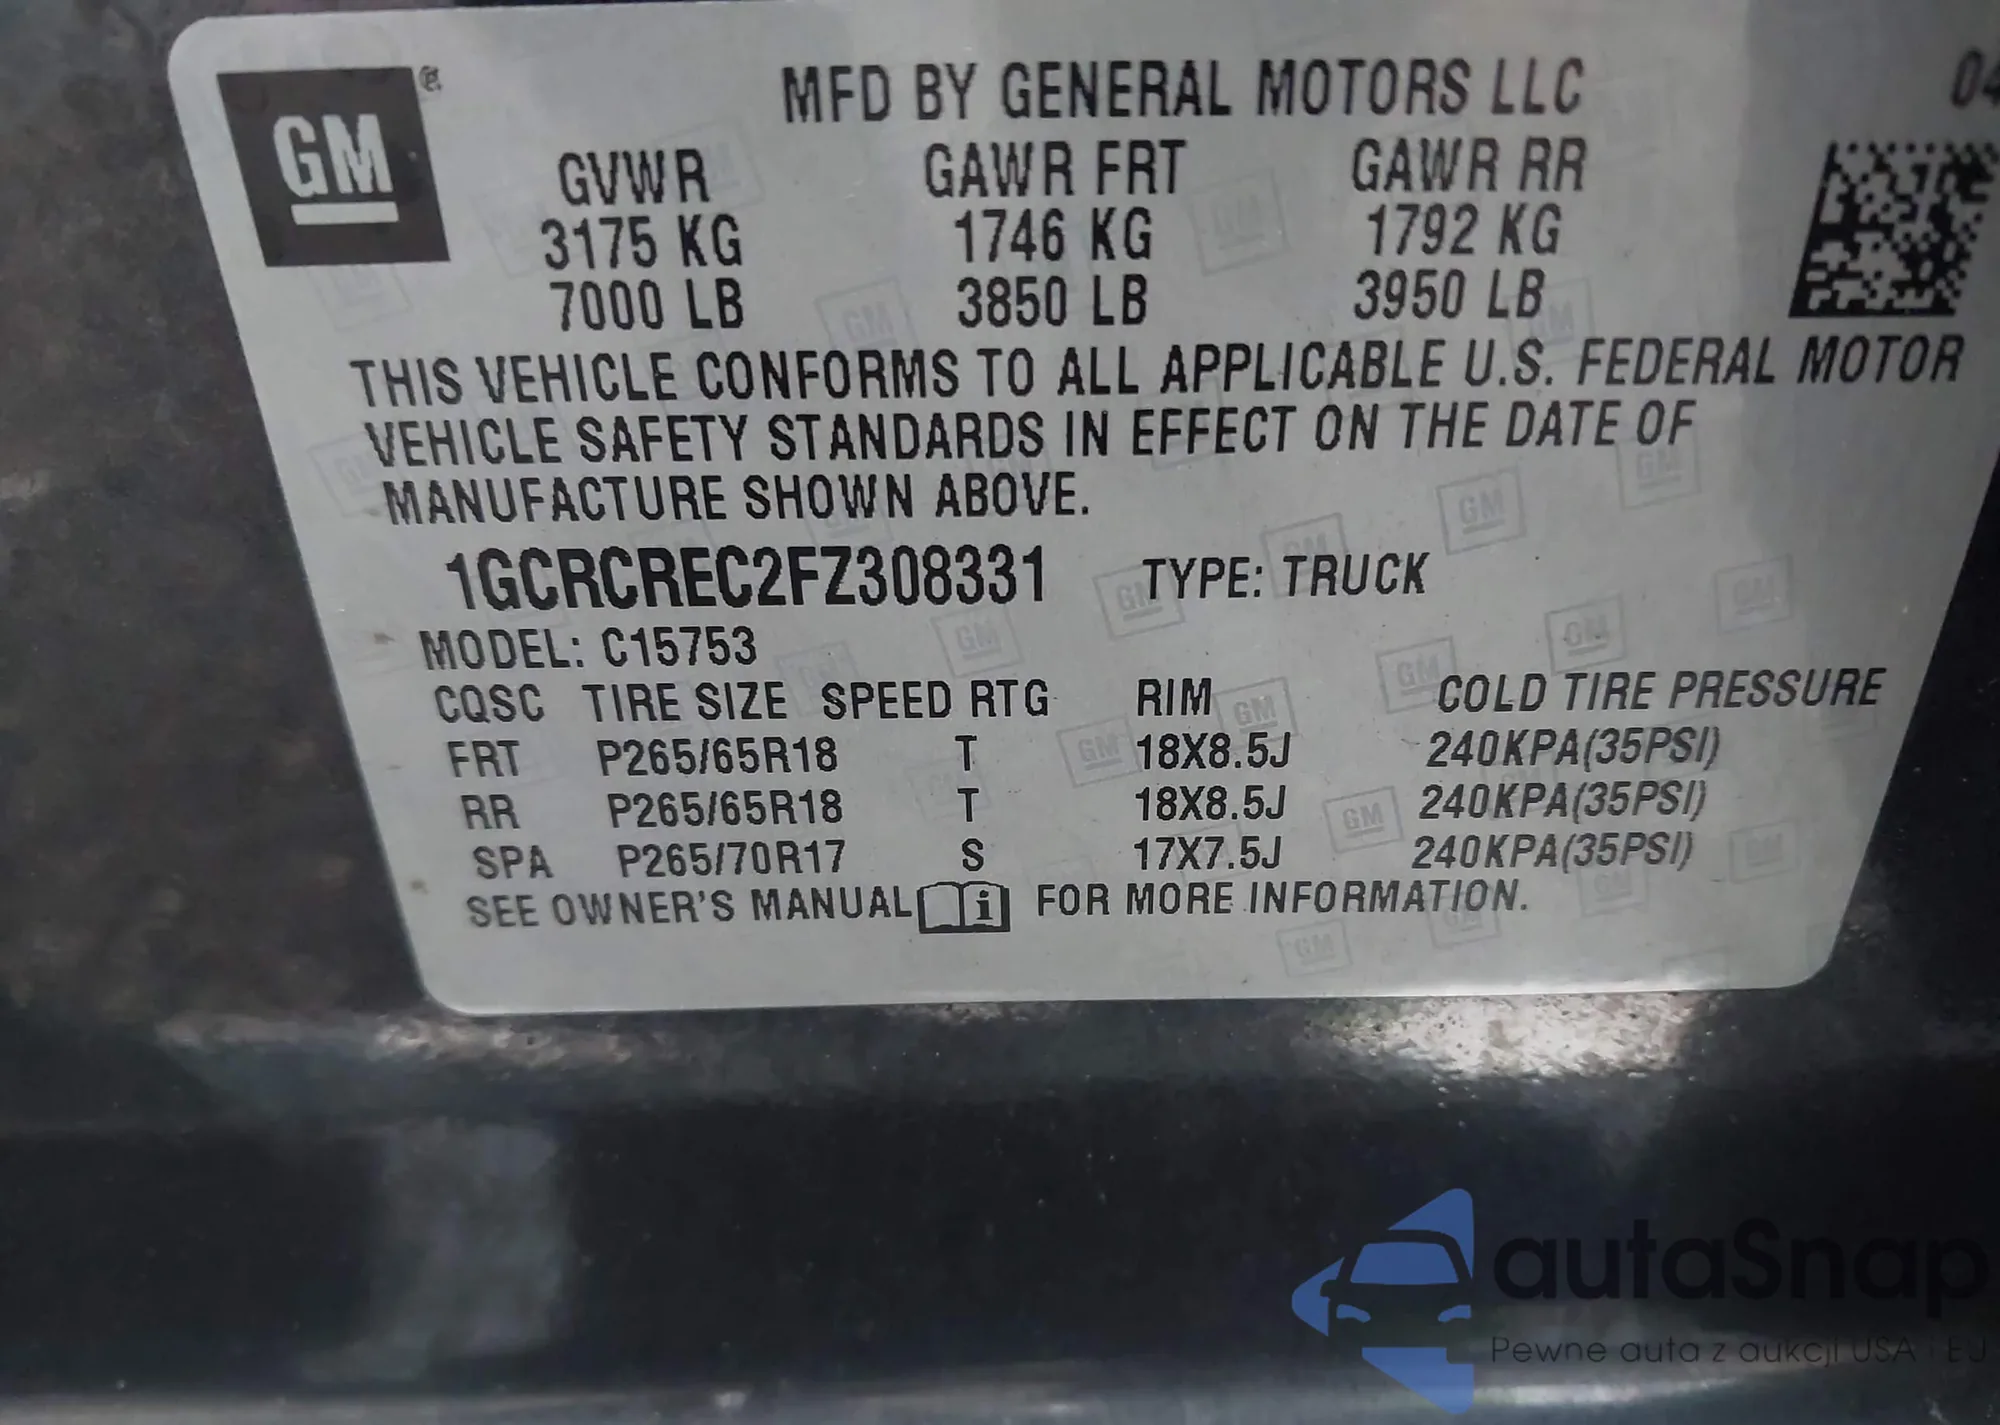 GM®
MFD BY GENERAL MOTORS LLC
04
GVWR GAWR FRT GAWR RR
3175 KG 1746 KG 1792 KG
7000 LB 3850 LB 3950 LB
THIS VEHICLE CONFORMS TO ALL APPLICABLE U.S. FEDERAL MOTOR
VEHICLE SAFETY STANDARDS IN EFFECT ON THE DATE OF
MANUFACTURE SHOWN ABOVE.
1GCRCREC2FZ308331 TYPE: TRUCK
MODEL: C15753
CQSC TIRE SIZE SPEED RTG RIM COLD TIRE PRESSURE
FRT P265/65R18 T 18X8.5J 240KPA(35PSI)
RR P265/65R18 T 18X8.5J 240KPA(35PSI)
SPA P265/70R17 S 17X7.5J 240KPA(35PSI)
SEE OWNER'S MANUAL i FOR MORE INFORMATION.
autaSnap
Pewne auta z aukcji USA i EJ